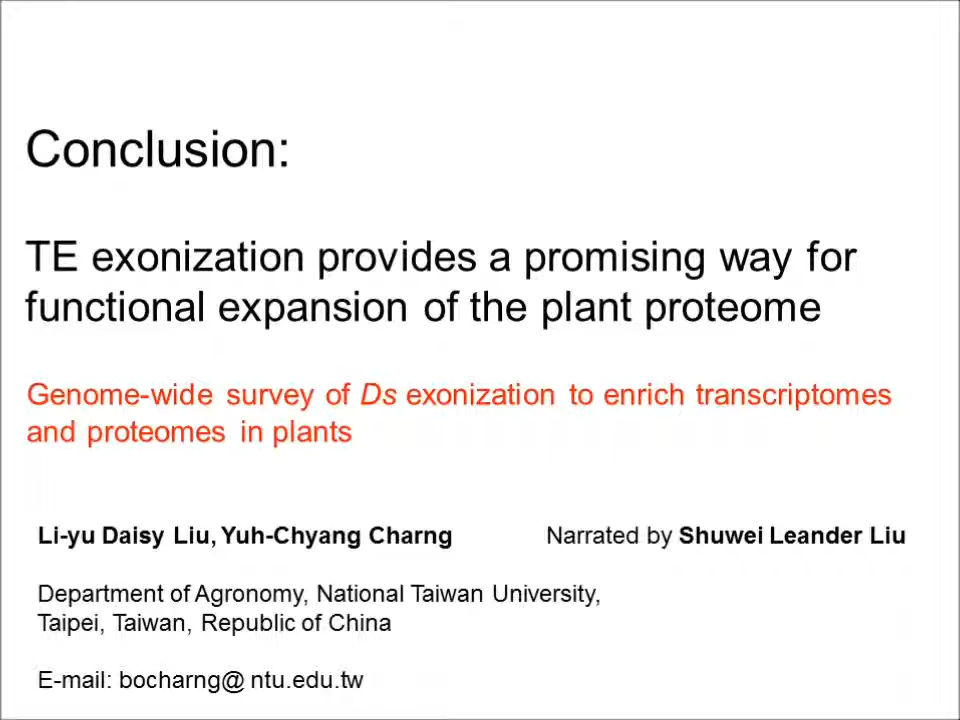 Conclusion:
TE exonization provides a promising way for
functional expansion of the plant proteome
Genome-wide survey of Ds exonization to enrich transcriptomes
and proteomes in plants
Li-yu Daisy Liu, Yuh-Chyang Charng Narrated by Shuwei Leander Liu
Department of Agronomy, National Taiwan University,
Taipei, Taiwan, Republic of China
E-mail: bocharng@ ntu.edu.tw